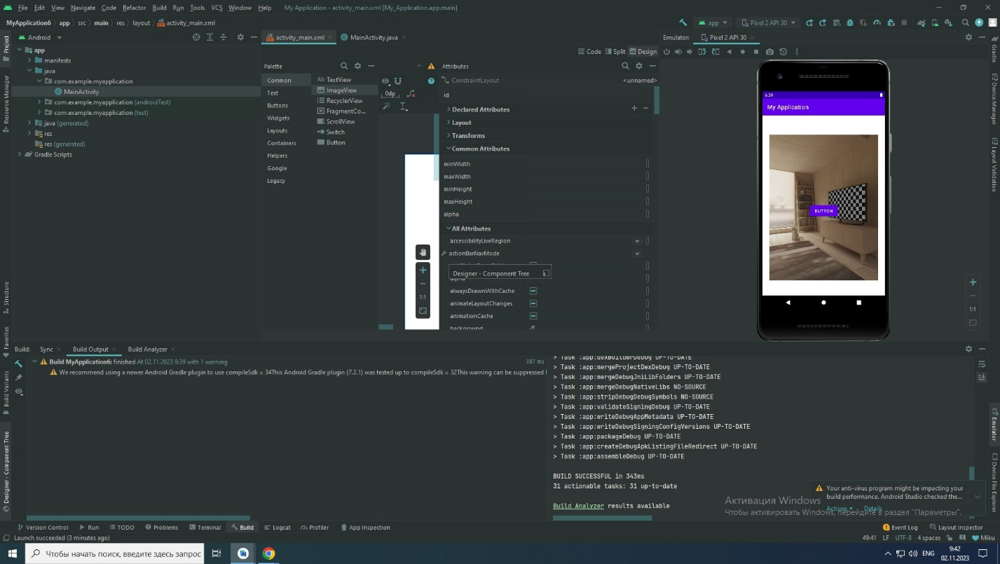 File Edit View Navigate Code Refactor Build Run Tools VCS Window Help My Application - activity_main.xml [My_Application.app.main]
MyApplication6 app src main res layout activity_main.xml
app Pixel 2 API 30
Android
activity_main.xml MainActivity.java
Emulator: Pixel 2 API 30
Project
Resource Manager
Structure
Favorites
Build Variants
Designer - Component Tree
app
manifests
java
com.example.myapplication
MainActivity
com.example.myapplication (androidTest)
com.example.myapplication (test)
java (generated)
res
res (generated)
Gradle Scripts
Code Split Design
Palette
Common
Text
Buttons
Widgets
Layouts
Containers
Helpers
Google
Legacy
Ab TextView
ImageView
RecyclerView
FragmentCo...
ScrollView
Switch
Button
0dp
1:1
Attributes
ConstraintLayout <unnamed>
id
Declared Attributes
Layout
Transforms
Common Attributes
minWidth
maxWidth
minHeight
maxHeight
alpha
All Attributes
accessibilityLiveRegion
actionBarNavMode
Designer - Component Tree
alwaysDrawnWithCache
animateLayoutChanges
animationCache
background
6:39
My Application
BUTTON
1:1
Gradle
Device Manager
Layout Validation
Emulator
Device File Explorer
Build: Sync Build Output Build Analyzer
Build MyApplication6: finished At 02.11.2023 9:39 with 1 warning 387 ms
We recommend using a newer Android Gradle plugin to use compileSdk = 34This Android Gradle plugin (7.2.1) was tested up to compileSdk = 32This warning can be suppressed
> Task :app:dexBuilderDebug UP-TO-DATE
> Task :app:mergeProjectDexDebug UP-TO-DATE
> Task :app:mergeDebugJniLibFolders UP-TO-DATE
> Task :app:mergeDebugNativeLibs NO-SOURCE
> Task :app:stripDebugDebugSymbols NO-SOURCE
> Task :app:validateSigningDebug UP-TO-DATE
> Task :app:writeDebugAppMetadata UP-TO-DATE
> Task :app:writeDebugSigningConfigVersions UP-TO-DATE
> Task :app:packageDebug UP-TO-DATE
> Task :app:createDebugApkListingFileRedirect UP-TO-DATE
> Task :app:assembleDebug UP-TO-DATE
BUILD SUCCESSFUL in 343ms
31 actionable tasks: 31 up-to-date
Build Analyzer results available
Your anti-virus program might be impacting your
build performance. Android Studio checked the...
Actions Details
Активация Windows
Чтобы активировать Windows, перейдите в раздел "Параметры".
Version Control Run TODO Problems Terminal Build Logcat Profiler App Inspection
1 Event Log Layout Inspector
Launch succeeded (3 minutes ago)
49:41 LF UTF-8 4 spaces Miku
Чтобы начать поиск, введите здесь запрос
ENG 9:42
02.11.2023